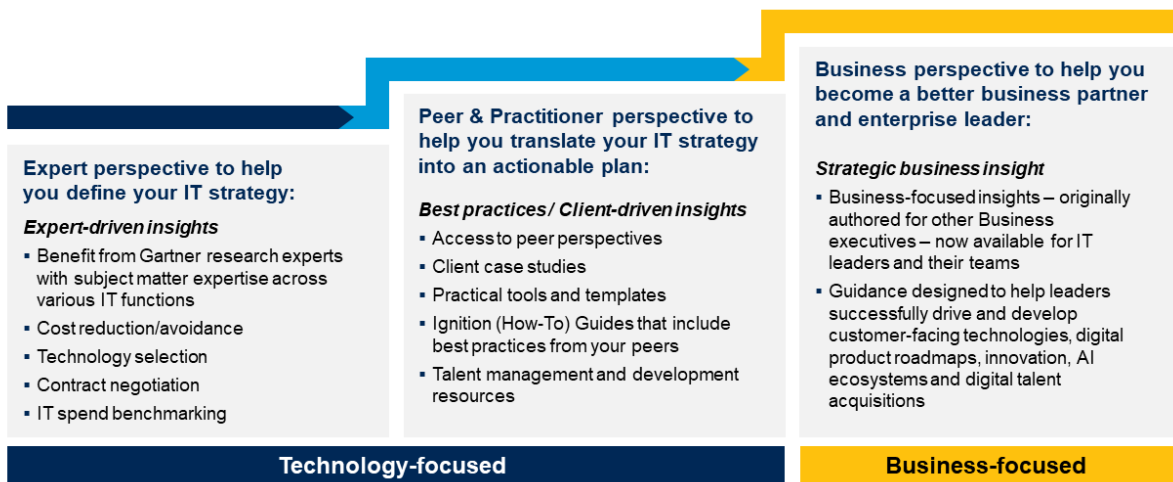 Expert perspective to help
you define your IT strategy:
Expert-driven insights
▪ Benefit from Gartner research experts
with subject matter expertise across
various IT functions
▪ Cost reduction/avoidance
▪ Technology selection
▪ Contract negotiation
▪ IT spend benchmarking
Peer & Practitioner perspective to
help you translate your IT strategy
into an actionable plan:
Best practices / Client-driven insights
▪ Access to peer perspectives
▪ Client case studies
▪ Practical tools and templates
▪ Ignition (How-To) Guides that include
best practices from your peers
▪ Talent management and development
resources
Business perspective to help you
become a better business partner
and enterprise leader:
Strategic business insight
▪ Business-focused insights – originally
authored for other Business
executives – now available for IT
leaders and their teams
▪ Guidance designed to help leaders
successfully drive and develop
customer-facing technologies, digital
product roadmaps, innovation, AI
ecosystems and digital talent
acquisitions
Technology-focused
Business-focused